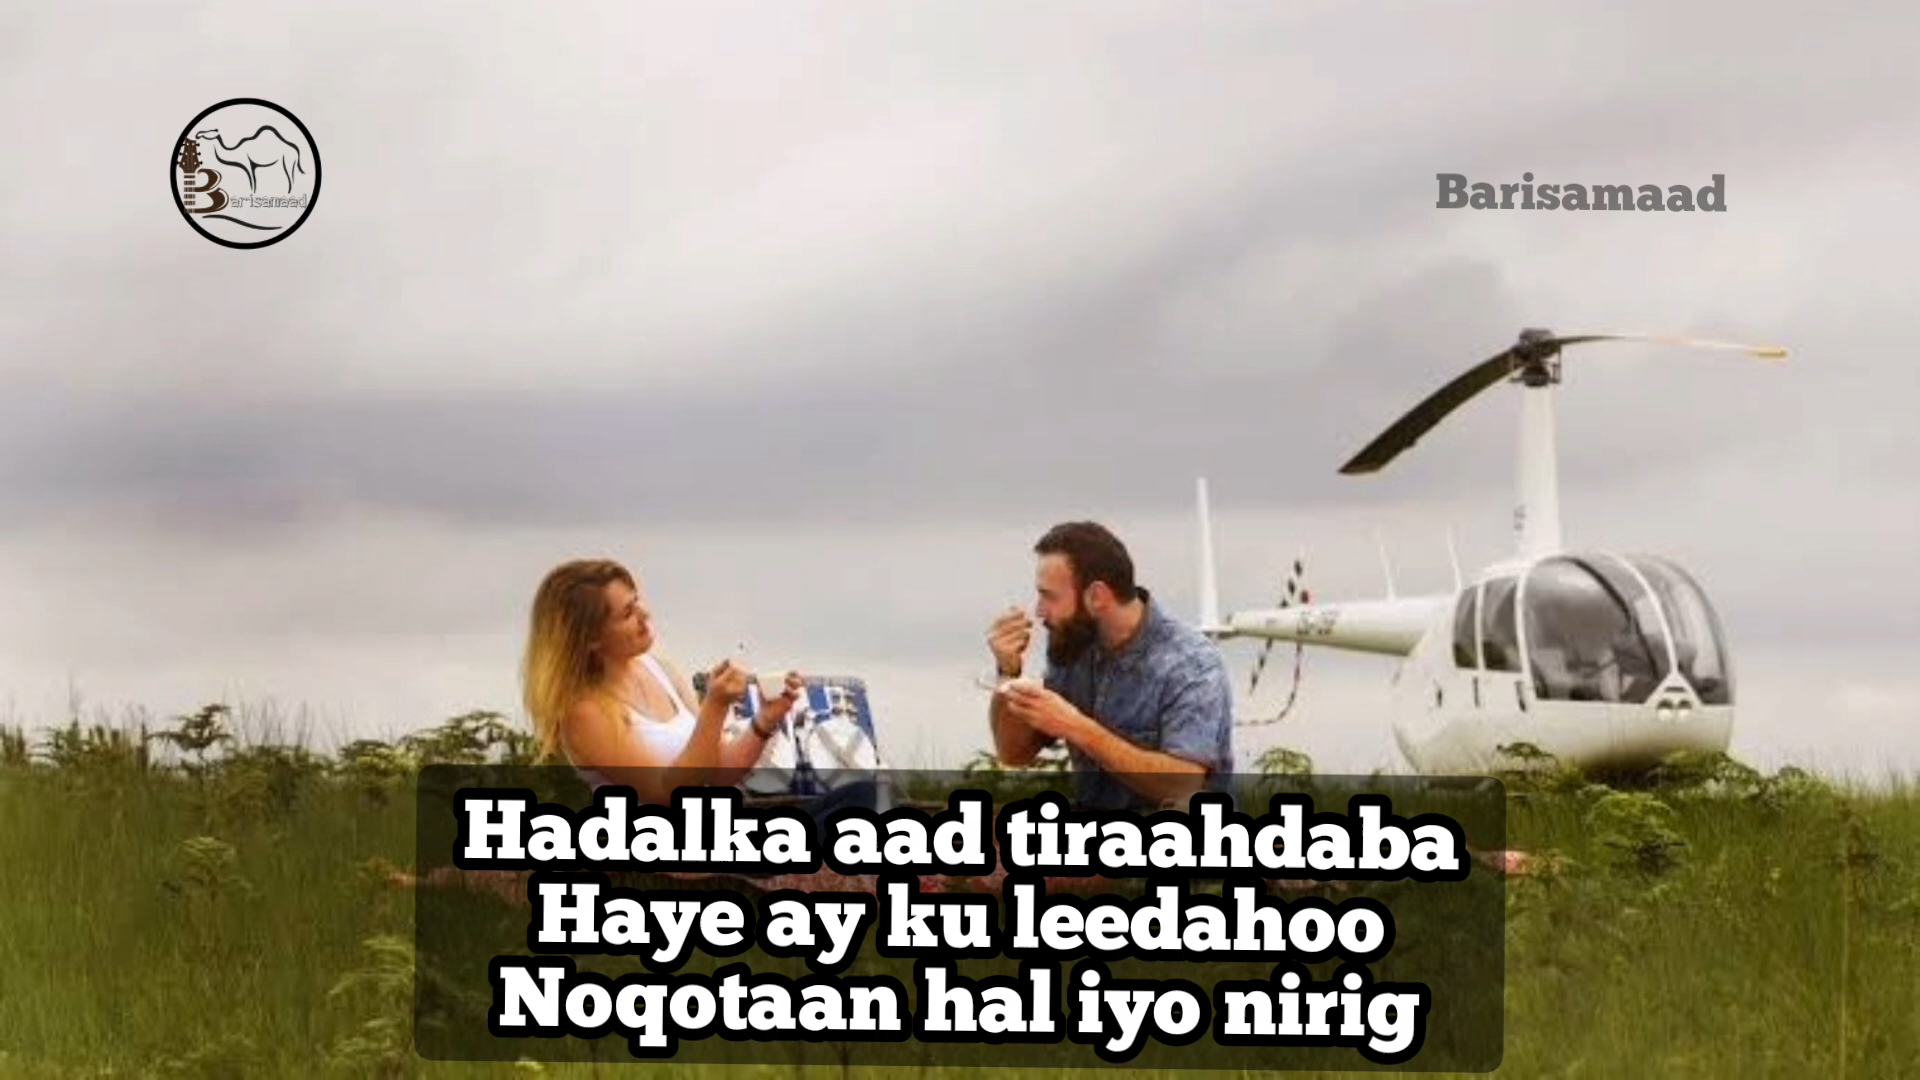 Barisamaad
Barisamaad
Hadalka aad tiraahdaba
Haye ay ku leedahoo
Noqotaan hal iyo nirig